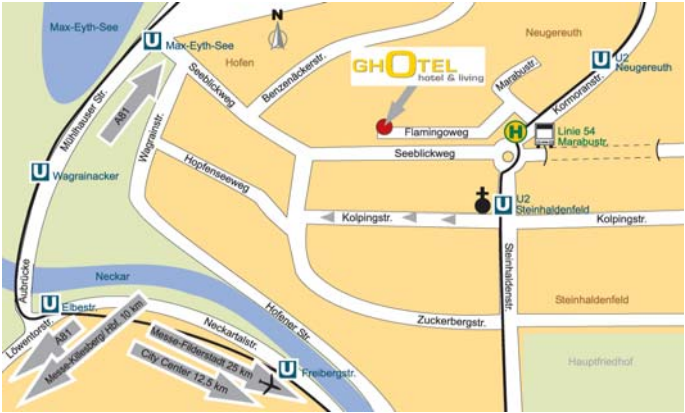 Max-Eyth-See
U
Max-Eyth-See
N
Hofen
Benzenäckerstr.
GHOTEL
hotel & living
Neugereuth
U
U2
Neugereuth
Marabustr.
Kormoranstr.
Seeblickweg
Mühlhauser Str.
A81
Wagrainstr.
Flamingoweg
H
Linie 54
Marabustr.
Seeblickweg
U
Wagrainacker
Hopfenseeweg
Kolpingstr.
U
U2
Steinhaldenfeld
Kolpingstr.
Steinhaldenstr.
Aubrücke
Neckar
Hofener Str.
Zuckerbergstr.
Steinhaldenfeld
U
Elbestr.
Löwentorstr.
A81
Messe-Killesberg/ Hbf. 10 km
Neckartalstr.
Messe-Filderstadt 25 km
City Center 12,5 km
U
Freibergstr.
Hauptfriedhof